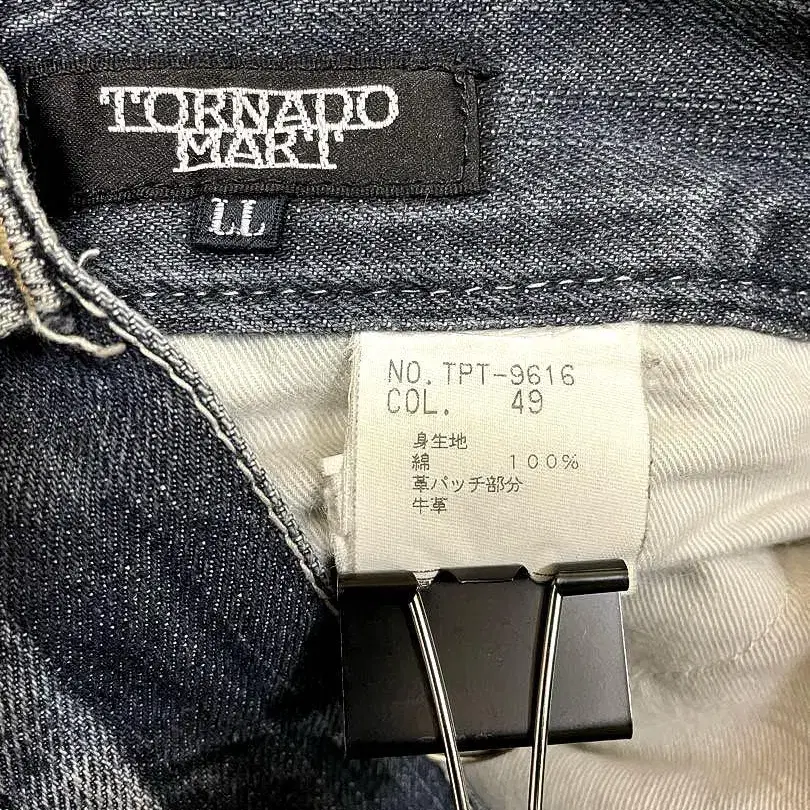 TORNADO
MART
LL
NO. TPT-9616
COL. 49
身生地
綿 100%
革パッチ部分
牛革